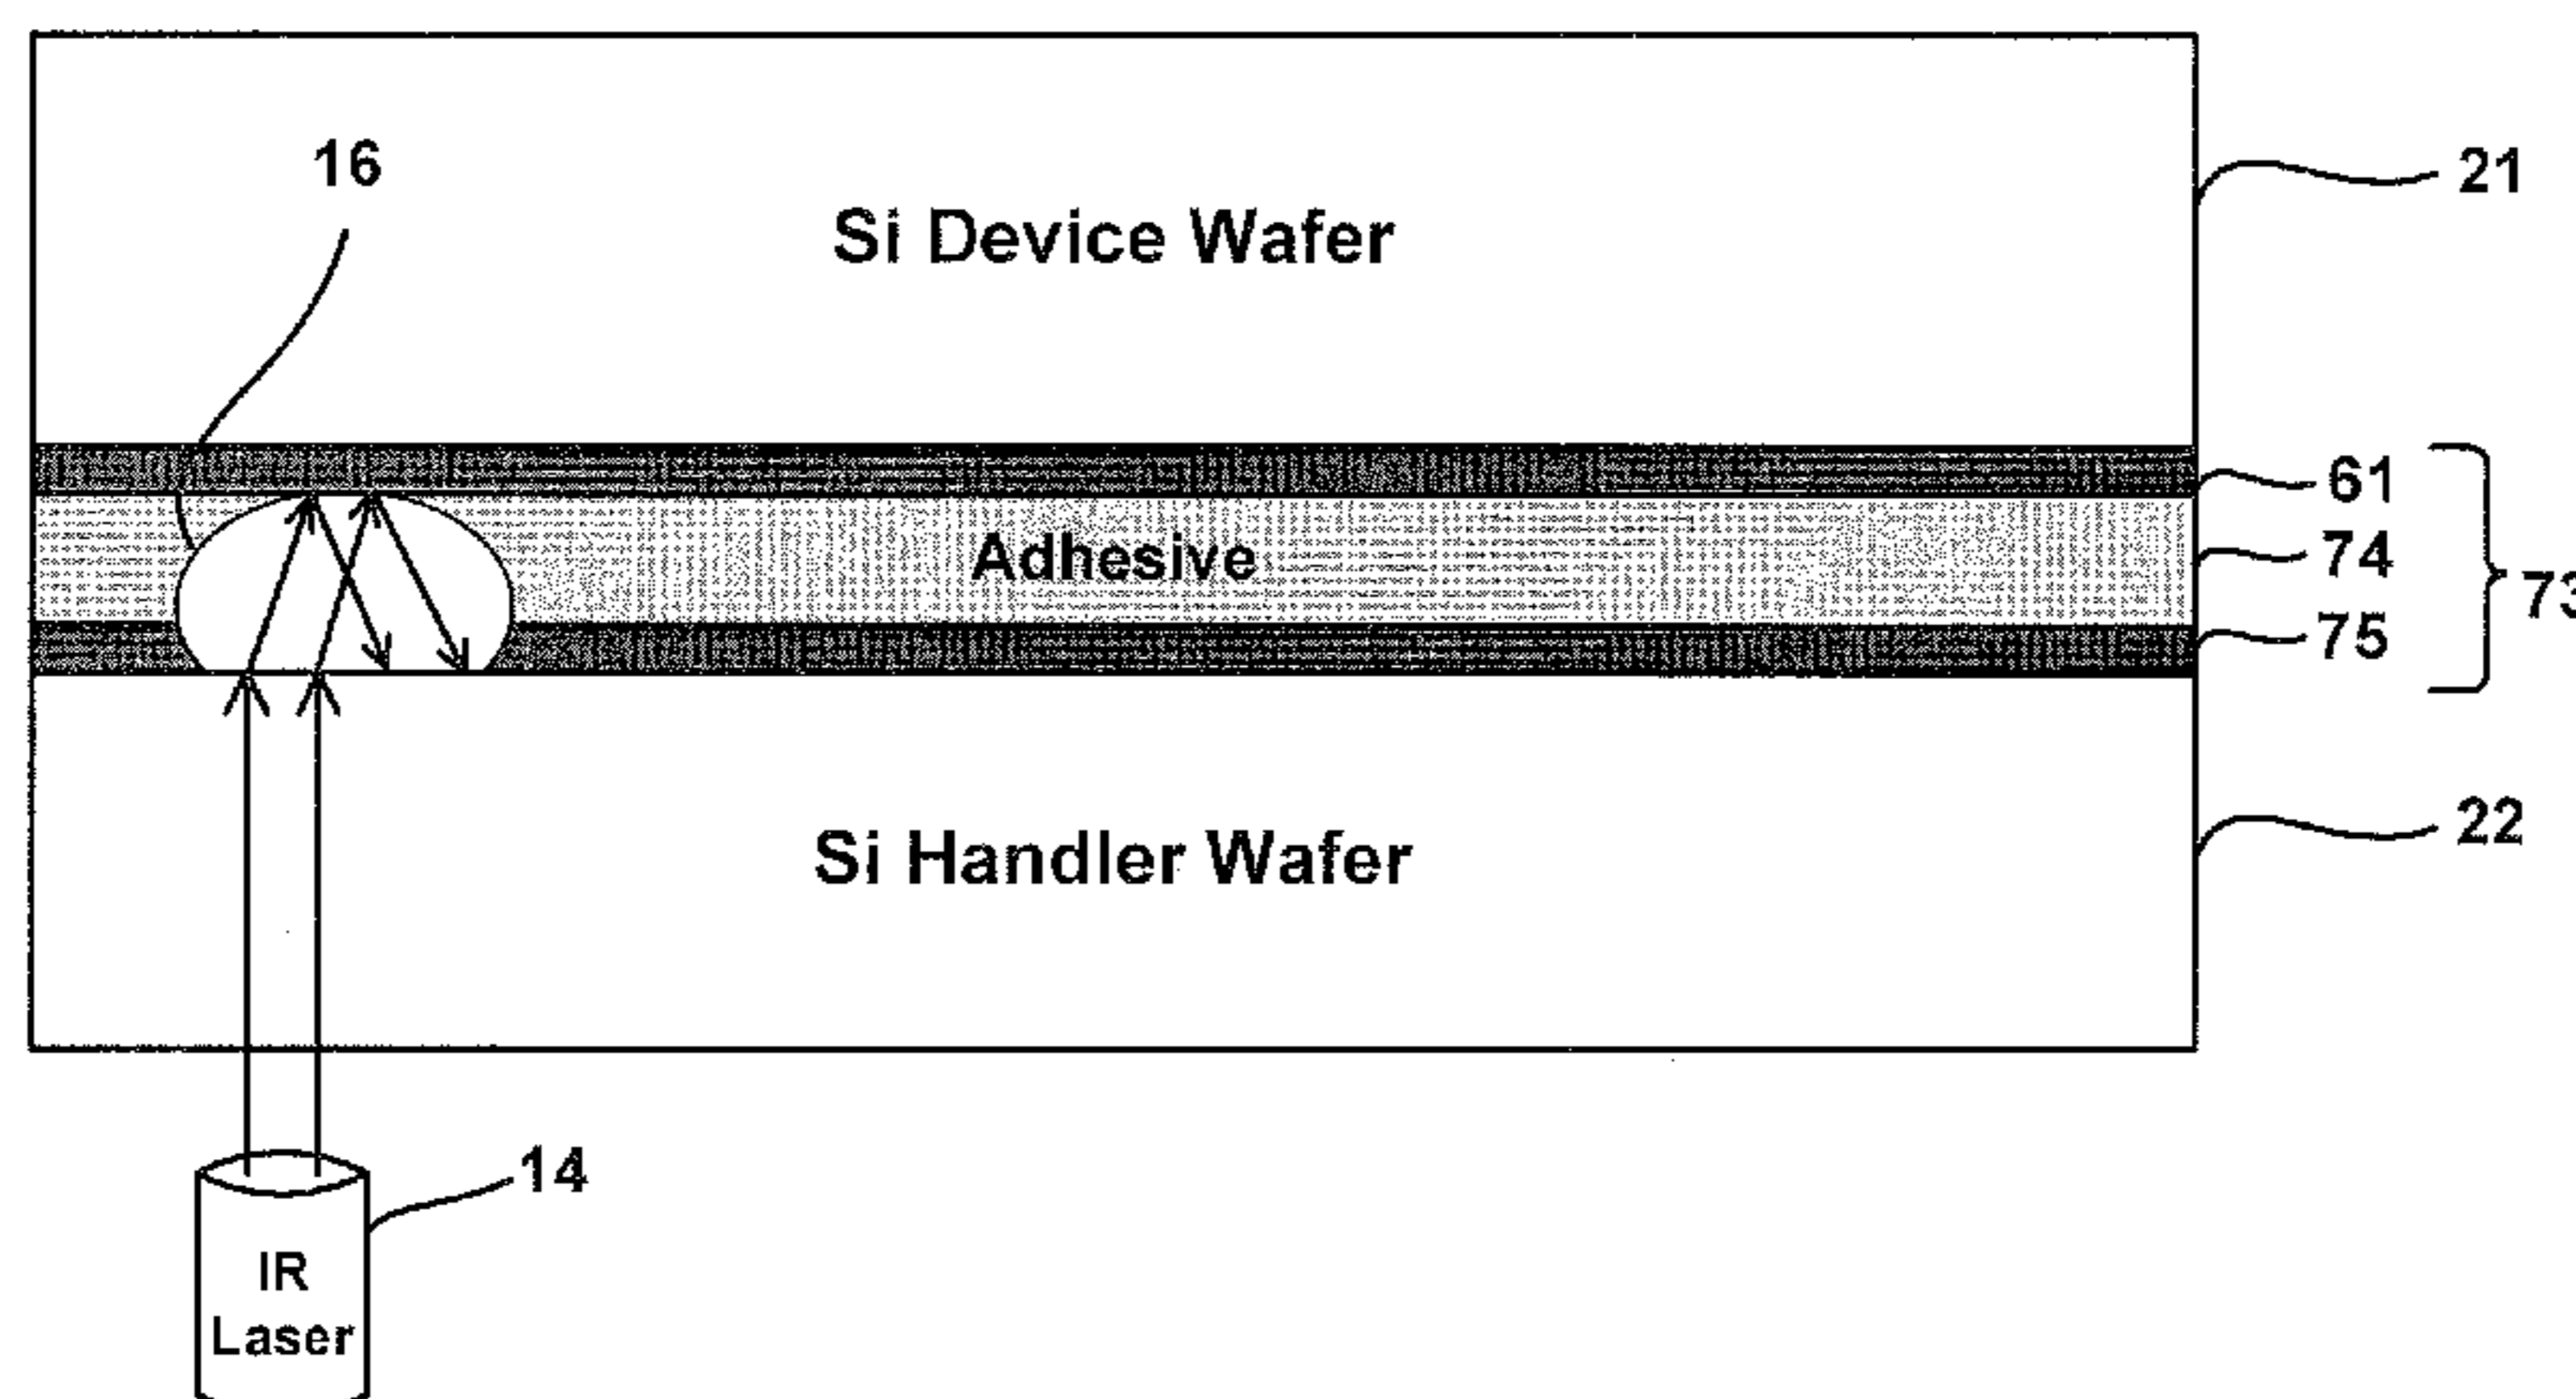 16
21
Si Device Wafer
61
Adhesive
74
73
75
22
Si Handler Wafer
14
IR
Laser